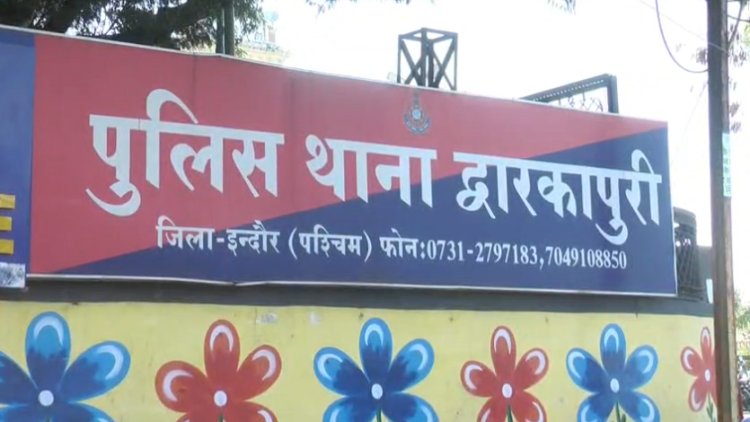 पुलिस थाना द्वारकापुरी
जिला-इन्दौर (पश्चिम) फोन:0731-2797183,7049108850